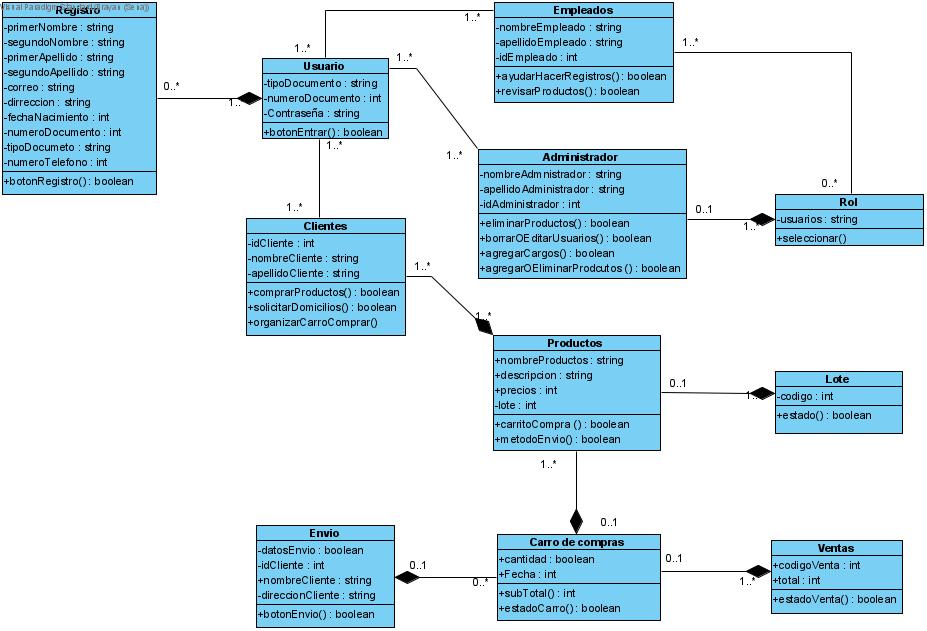 Registro
-primerNombre : string
-segundoNombre : string
-primerApellido : string
-segundoApellido : string
-correo : string
-dirreccion : string
-fechaNacimiento : int
-numeroDocumento : int
-tipoDocumeto : string
-numeroTelefono : int
+botonRegistro() : boolean
0..*
1..*
Usuario
-tipoDocumento : string
-numeroDocumento : int
-Contraseña : string
+botonEntrar() : boolean
1..*
1..*
Empleados
-nombreEmpleado : string
-apellidoEmpleado : string
-idEmpleado : int
+ayudarHacerRegistros() : boolean
+revisarProductos() : boolean
1..*
0..*
1..*
1..*
Administrador
-nombreAdmnistrador : string
-apellidoAdministrador : string
-idAdministrador : int
+eliminarProductos() : boolean
+borrarOEditarUsuarios() : boolean
+agregarCargos() : boolean
+agregarOEliminarProdcutos () : boolean
0..1
1..*
Rol
-usuarios : string
+seleccionar()
1..*
1..*
Clientes
-idCliente : int
-nombreCliente : string
-apellidoCliente : string
+comprarProductos() : boolean
+solicitarDomicilios() : boolean
+organizarCarroComprar()
1..*
1..*
Productos
+nombreProductos : string
+descripcion : string
+precios : int
-lote : int
+carritoCompra () : boolean
+metodoEnvio() : boolean
0..1
1..*
Lote
-codigo : int
+estado() : boolean
1..*
0..1
Envio
-datosEnvio : boolean
-idCliente : int
+nombreCliente : string
-direccionCliente : string
+botonEnvio() : boolean
0..1
0..*
Carro de compras
+cantidad : boolean
+Fecha : int
+subTotal() : int
+estadoCarro() : boolean
0..1
1..*
Ventas
+codigoVenta : int
+total : int
+estadoVenta() : boolean